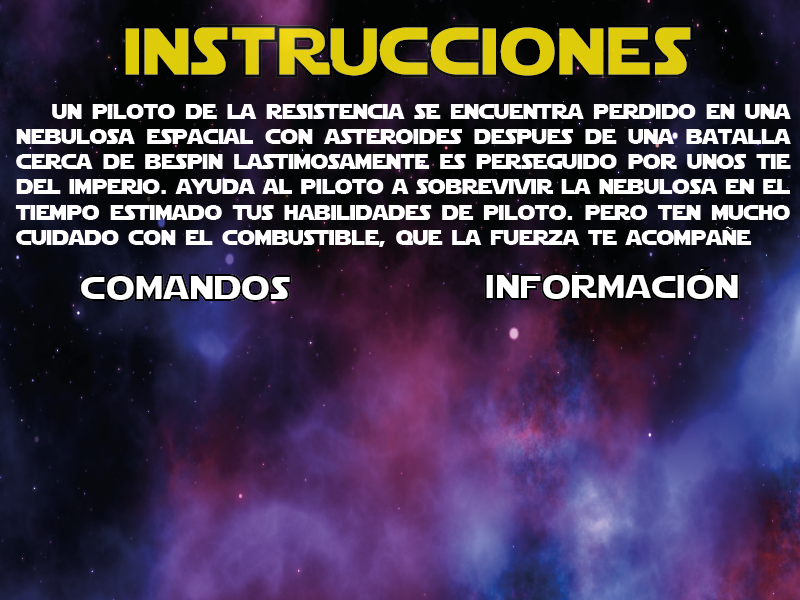 INSTRUCCIONES
UN PILOTO DE LA RESISTENCIA SE ENCUENTRA PERDIDO EN UNA
NEBULOSA ESPACIAL CON ASTEROIDES DESPUES DE UNA BATALLA
CERCA DE BESPIN LASTIMOSAMENTE ES PERSEGUIDO POR UNOS TIE
DEL IMPERIO. AYUDA AL PILOTO A SOBREVIVIR LA NEBULOSA EN EL
TIEMPO ESTIMADO TUS HABILIDADES DE PILOTO. PERO TEN MUCHO
CUIDADO CON EL COMBUSTIBLE, QUE LA FUERZA TE ACOMPAÑE
COMANDOS
INFORMACIÓN